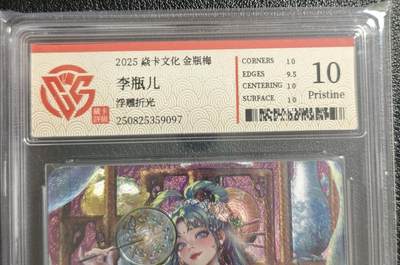 2025 焱卡文化 金瓶梅
李瓶儿
浮雕折光
250825359097
CORNERS 10
EDGES 9.5
CENTERING 10
SURFACE 10
10
Pristine